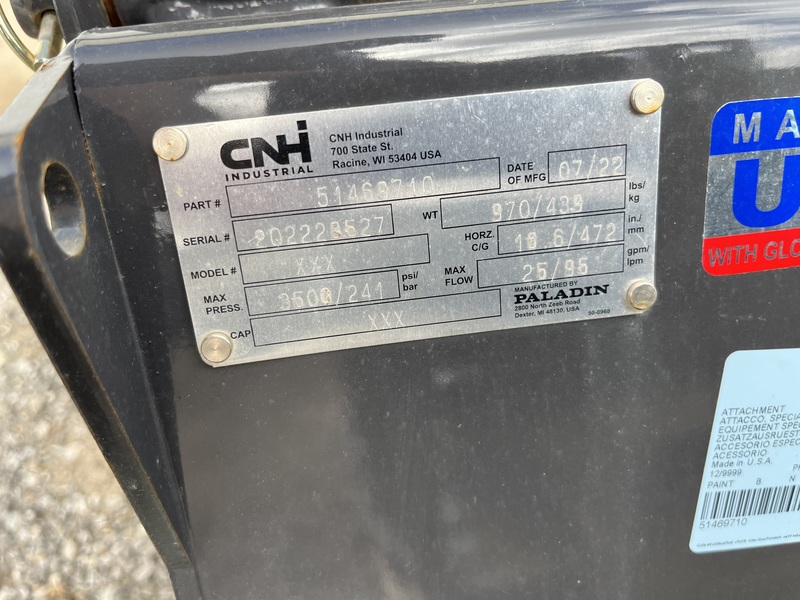 CNH
INDUSTRIAL
CNH Industrial
700 State St.
Racine, WI 53404 USA
PART # 51469710
DATE OF MFG 07/22
SERIAL #
WT 970/439 lbs/ kg
MODEL # XXX
HORZ. C/G 18.6/472 in./ mm
MAX PRESS. 3500/241 psi/ bar
MAX FLOW 25/95 gpm/ lpm
CAP XXX
MANUFACTURED BY
PALADIN
2800 North Zeeb Road
Dexter, MI 48130, USA
50-0968
MA
U
WITH GLO
ATTACHMENT
ATTACCO, SPECIA
EQUIPEMENT SPE
ZUSATZAUSRUEST
ACCESORIO ESPEC
ACESSORIO
Made in U.S.A.
12/9999
PAINT B N
51469710